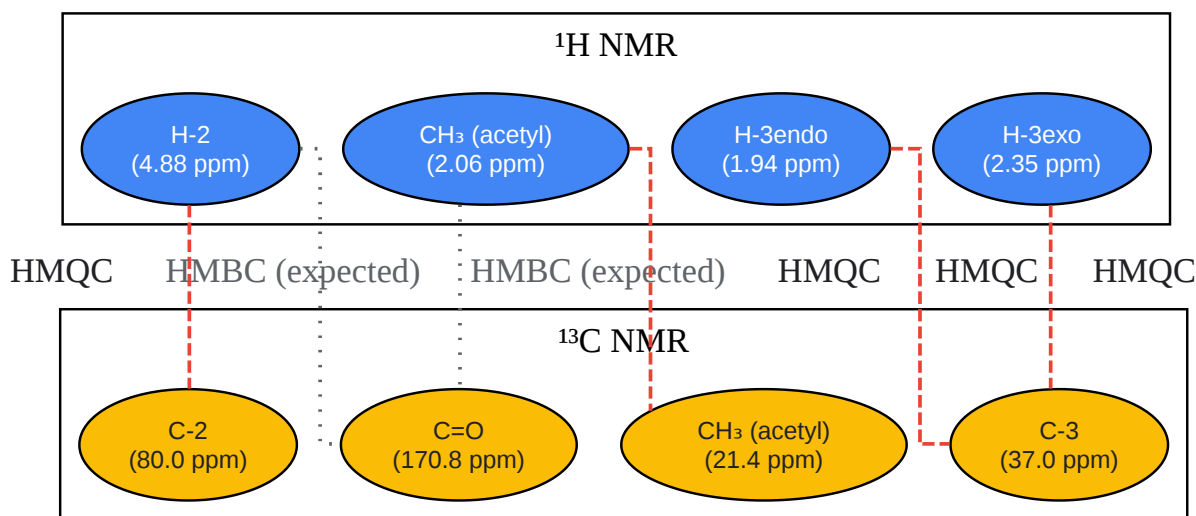 ¹H NMR
H-2
(4.88 ppm)
CH₃ (acetyl)
(2.06 ppm)
H-3endo
(1.94 ppm)
H-3exo
(2.35 ppm)
HMQC
HMBC (expected)
HMBC (expected)
HMQC
HMQC
HMQC
¹³C NMR
C-2
(80.0 ppm)
C=O
(170.8 ppm)
CH₃ (acetyl)
(21.4 ppm)
C-3
(37.0 ppm)